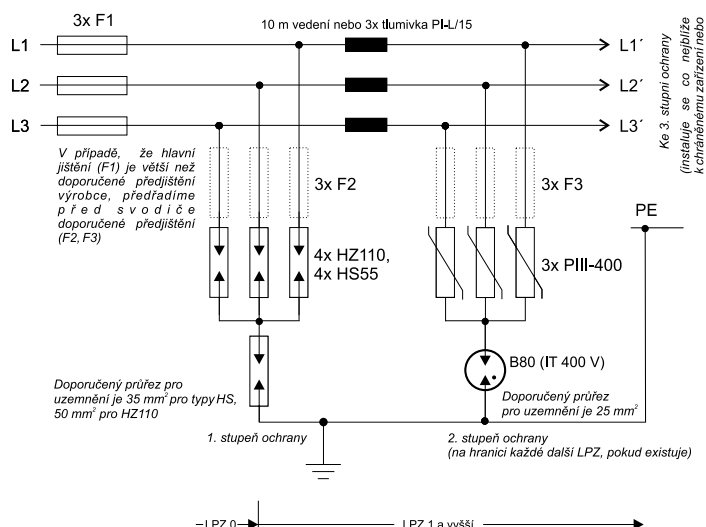 3x F1
10 m vedení nebo 3x tlumivka PI-L/15
L1
L1´
L2
L2´
L3
L3´
Ke 3. stupni ochrany
(instaluje se co nejblíže
k chráněnému zařízení nebo
V případě, že hlavní
jištění (F1) je větší než
doporučené předjištění
výrobce, předřadíme
před svodiče
doporučené předjištění
(F2, F3)
3x F2
3x F3
PE
4x HZ110,
4x HS55
3x PIII-400
B80 (IT 400 V)
Doporučený průřez pro
uzemnění je 35 mm² pro typy HS,
50 mm² pro HZ110
Doporučený průřez
pro uzemnění je 25 mm²
1. stupeň ochrany
2. stupeň ochrany
(na hranici každé další LPZ, pokud existuje)
LPZ 0
LPZ 1 a vyšší